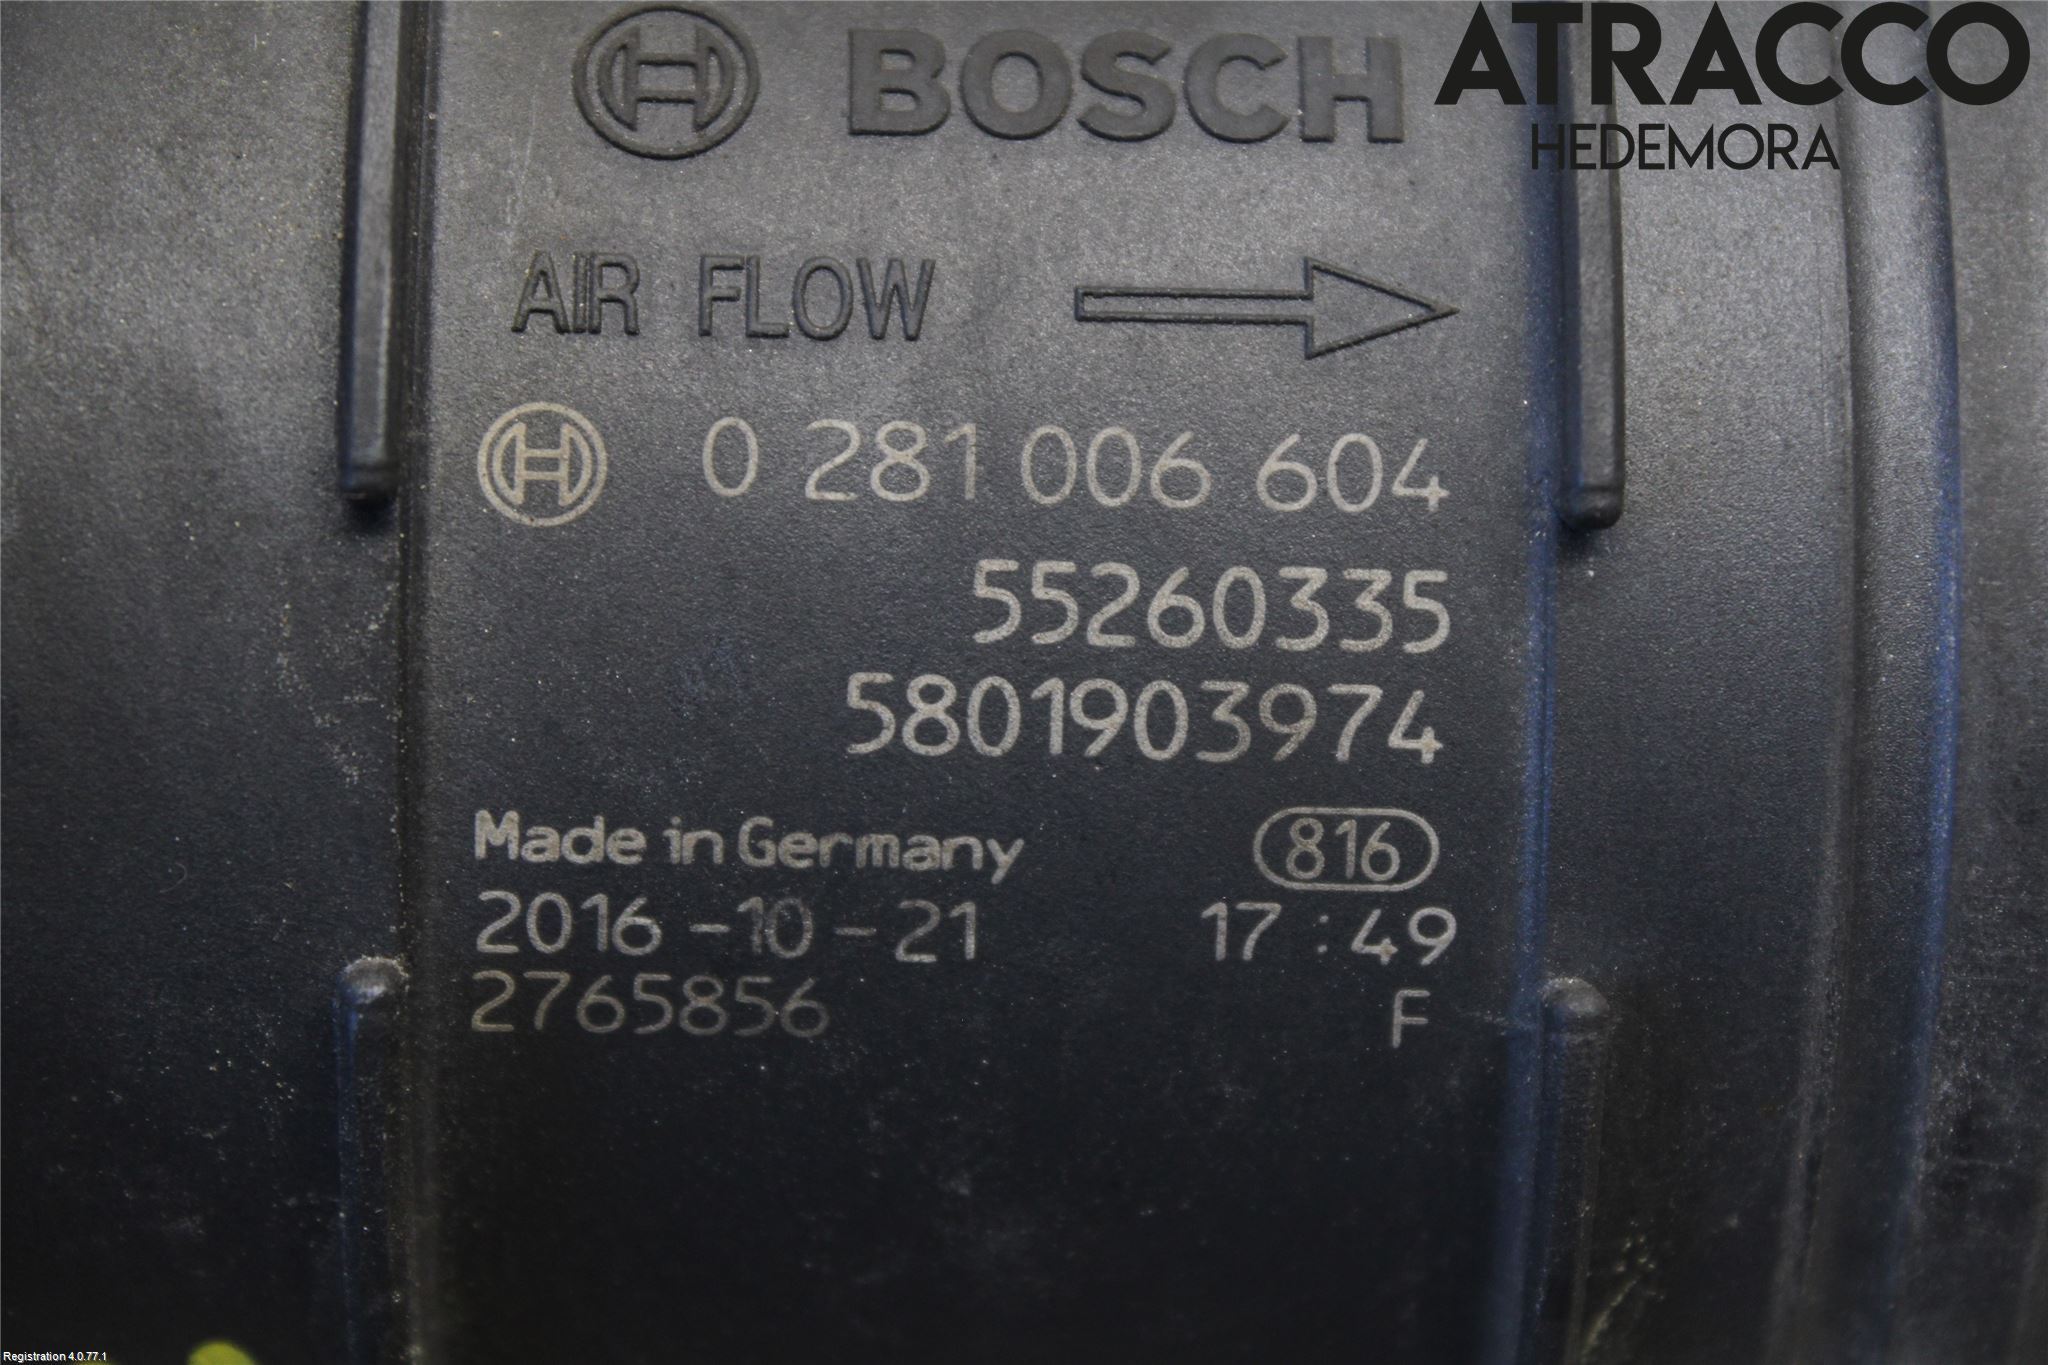 ATRACCO
HEDEMORA
BOSCH
AIR FLOW
0 281 006 604
55260335
5801903974
Made in Germany 816
2016-10-21 17:49
2765856 F
Registration 4.0.77.1